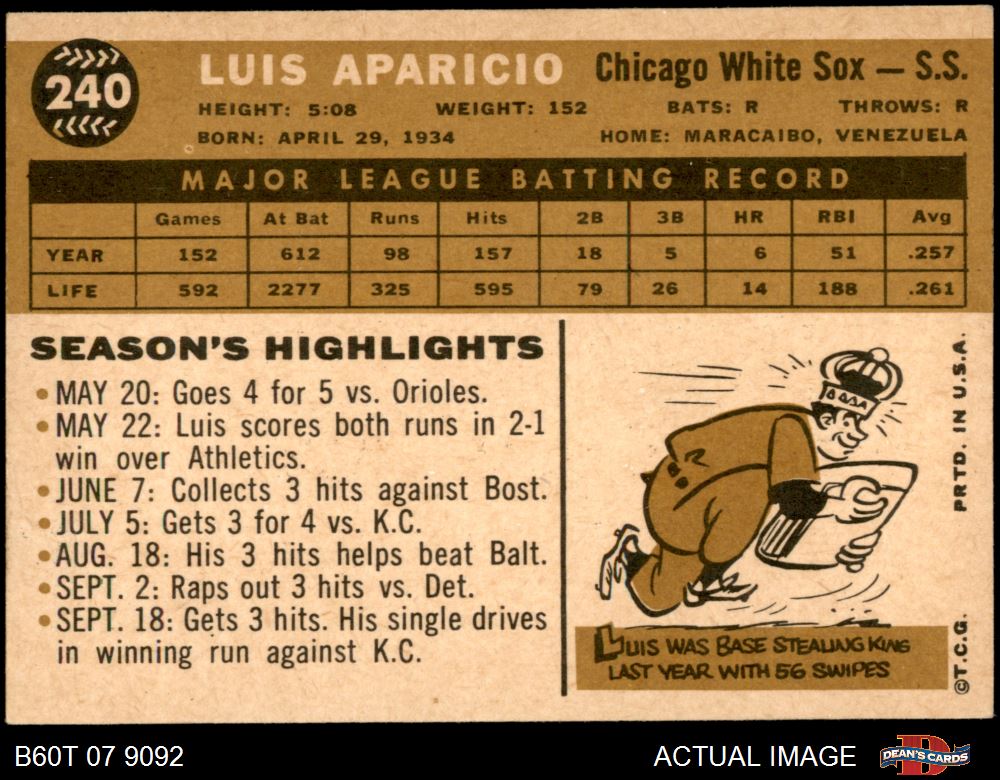 240
LUIS APARICIO Chicago White Sox — S.S.
HEIGHT: 5:08 WEIGHT: 152 BATS: R THROWS: R
BORN: APRIL 29, 1934 HOME: MARACAIBO, VENEZUELA
MAJOR LEAGUE BATTING RECORD
Games At Bat Runs Hits 2B 3B HR RBI Avg
YEAR 152 612 98 157 18 5 6 51 .257
LIFE 592 2277 325 595 79 26 14 188 .261
SEASON'S HIGHLIGHTS
• MAY 20: Goes 4 for 5 vs. Orioles.
• MAY 22: Luis scores both runs in 2-1
win over Athletics.
• JUNE 7: Collects 3 hits against Bost.
• JULY 5: Gets 3 for 4 vs. K.C.
• AUG. 18: His 3 hits helps beat Balt.
• SEPT. 2: Raps out 3 hits vs. Det.
• SEPT. 18: Gets 3 hits. His single drives
in winning run against K.C.
LUIS WAS BASE STEALING KING
LAST YEAR WITH 56 SWIPES
PRTD. IN U.S.A.
©T.C.G.
B60T 07 9092 ACTUAL IMAGE DEAN'S CARDS